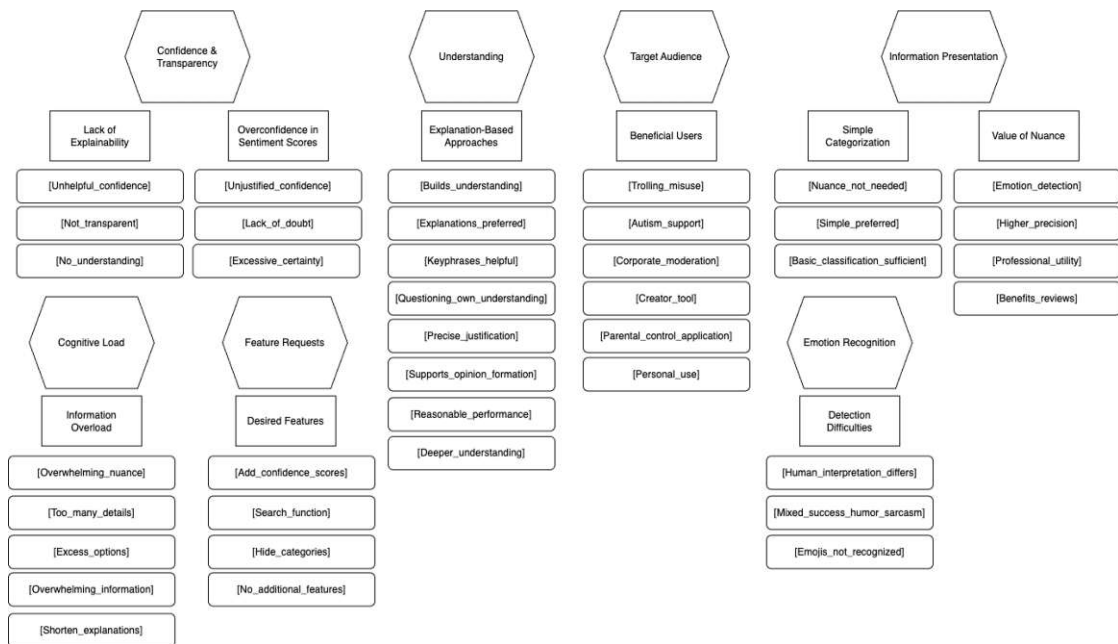 Confidence &
Transparency
Understanding
Target Audience
Information Presentation
Lack of
Explainability
Overconfidence in
Sentiment Scores
Explanation-Based
Approaches
Beneficial Users
Simple
Categorization
Value of Nuance
[Unhelpful_confidence]
[Not_transparent]
[No_understanding]
[Unjustified_confidence]
[Lack_of_doubt]
[Excessive_certainty]
[Builds_understanding]
[Explanations_preferred]
[Keyphrases_helpful]
[Questioning_own_understanding]
[Precise_justification]
[Supports_opinion_formation]
[Reasonable_performance]
[Deeper_understanding]
[Trolling_misuse]
[Autism_support]
[Corporate_moderation]
[Creator_tool]
[Parental_control_application]
[Personal_use]
[Nuance_not_needed]
[Simple_preferred]
[Basic_classification_sufficient]
[Emotion_detection]
[Higher_precision]
[Professional_utility]
[Benefits_reviews]
Cognitive Load
Information
Overload
[Overwhelming_nuance]
[Too_many_details]
[Excess_options]
[Overwhelming_information]
[Shorten_explanations]
Feature Requests
Desired Features
[Add_confidence_scores]
[Search_function]
[Hide_categories]
[No_additional_features]
Emotion Recognition
Detection
Difficulties
[Human_interpretation_differs]
[Mixed_success_humor_sarcasm]
[Emojis_not_recognized]